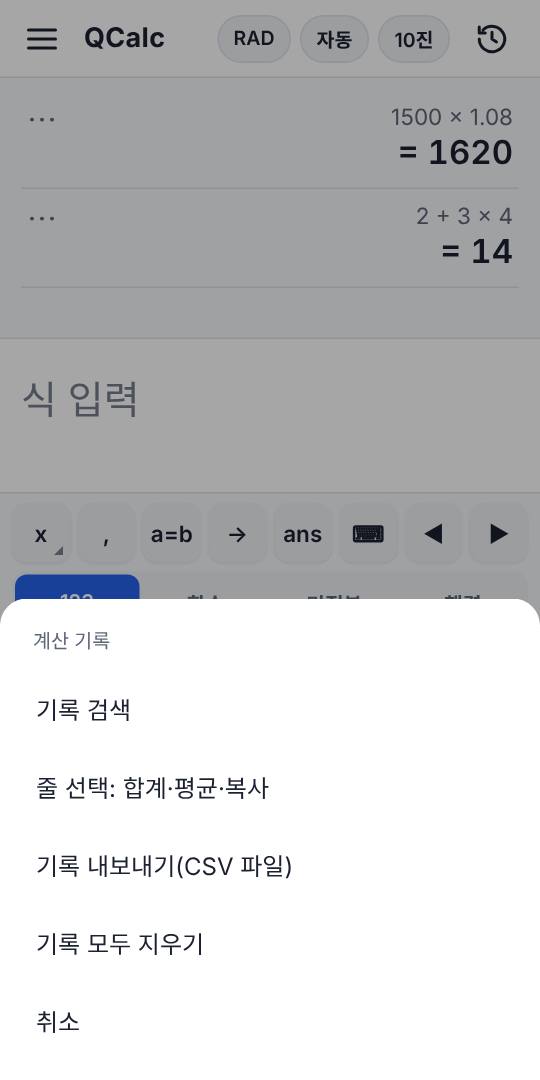 QCalc RAD 자동 10진
... 1500 × 1.08
= 1620
... 2 + 3 × 4
= 14
식 입력
x , a=b → ans ⌨ ◀ ▶
계산 기록
기록 검색
줄 선택: 합계·평균·복사
기록 내보내기(CSV 파일)
기록 모두 지우기
취소